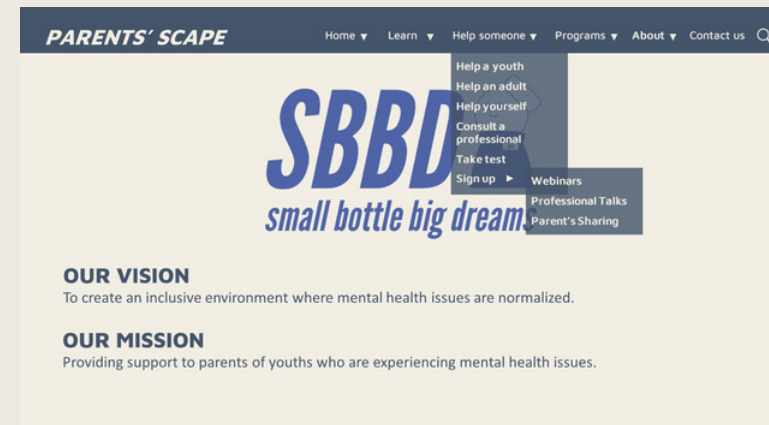 PARENTS' SCAPE
Home ▼ Learn ▼ Help someone ▼ Programs ▼ About ▼ Contact us
Help a youth
Help an adult
Help yourself
Consult a
professional
Take test
Sign up ►
Webinars
Professional Talks
Parent's Sharing
SBBD
small bottle big dreams
OUR VISION
To create an inclusive environment where mental health issues are normalized.
OUR MISSION
Providing support to parents of youths who are experiencing mental health issues.